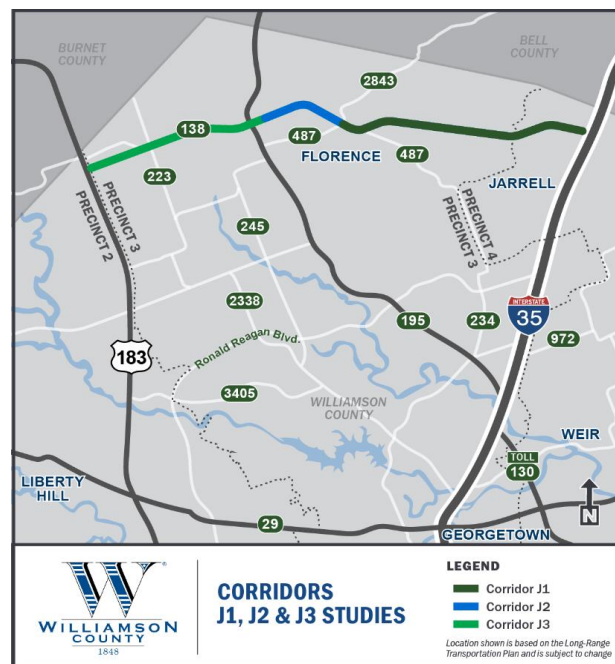 BURNET
COUNTY
BELL
COUNTY
2843
138
487
FLORENCE
487
223
JARRELL
PRECINCT 3
PRECINCT 2
PRECINCT 4
PRECINCT 3
245
2338
195
234
INTERSTATE
35
972
183
Ronald Reagan Blvd.
3405
WILLIAMSON
COUNTY
WEIR
TOLL
130
LIBERTY
HILL
29
GEORGETOWN
N
W
®
WILLIAMSON
COUNTY
1848
CORRIDORS
J1, J2 & J3 STUDIES
LEGEND
Corridor J1
Corridor J2
Corridor J3
Location shown is based on the Long-Range
Transportation Plan and is subject to change